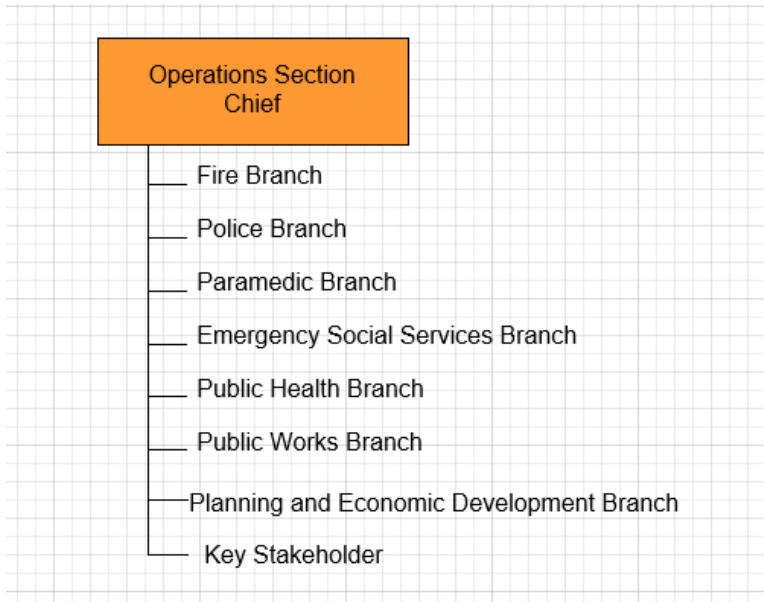 Operations Section
Chief
Fire Branch
Police Branch
Paramedic Branch
Emergency Social Services Branch
Public Health Branch
Public Works Branch
Planning and Economic Development Branch
Key Stakeholder